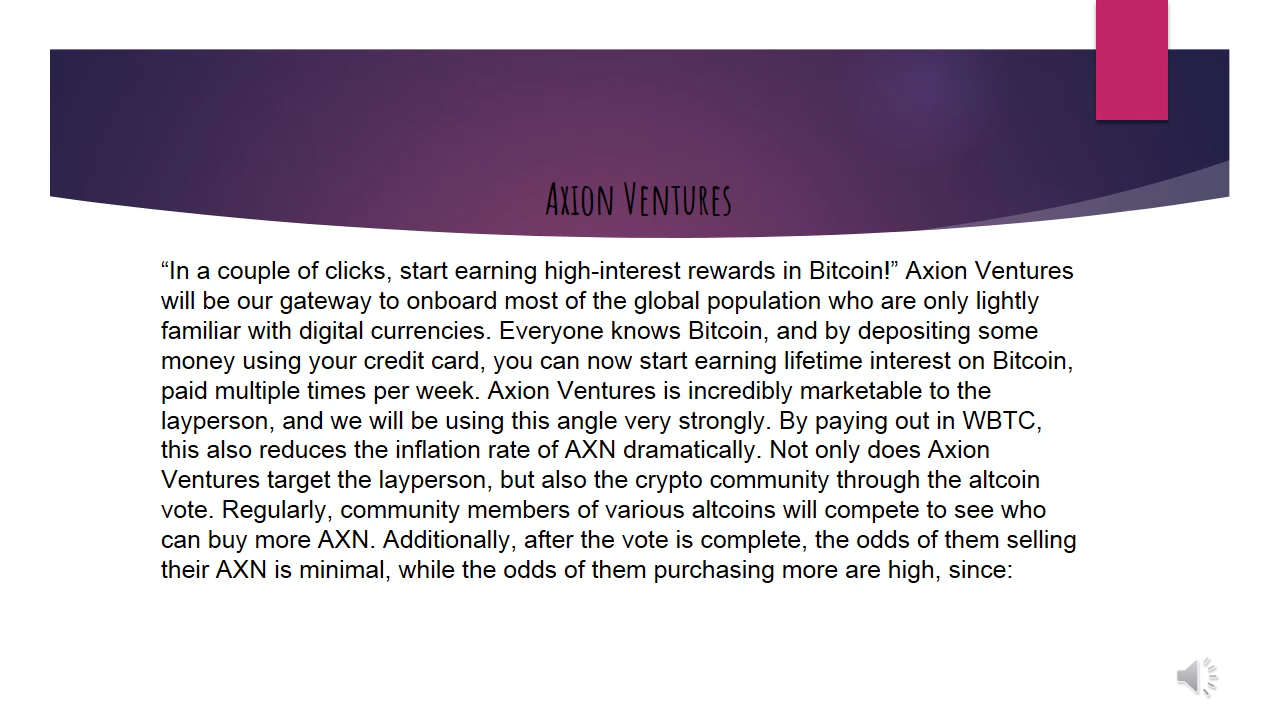 Axion Ventures
“In a couple of clicks, start earning high-interest rewards in Bitcoin!” Axion Ventures
will be our gateway to onboard most of the global population who are only lightly
familiar with digital currencies. Everyone knows Bitcoin, and by depositing some
money using your credit card, you can now start earning lifetime interest on Bitcoin,
paid multiple times per week. Axion Ventures is incredibly marketable to the
layperson, and we will be using this angle very strongly. By paying out in WBTC,
this also reduces the inflation rate of AXN dramatically. Not only does Axion
Ventures target the layperson, but also the crypto community through the altcoin
vote. Regularly, community members of various altcoins will compete to see who
can buy more AXN. Additionally, after the vote is complete, the odds of them selling
their AXN is minimal, while the odds of them purchasing more are high, since: